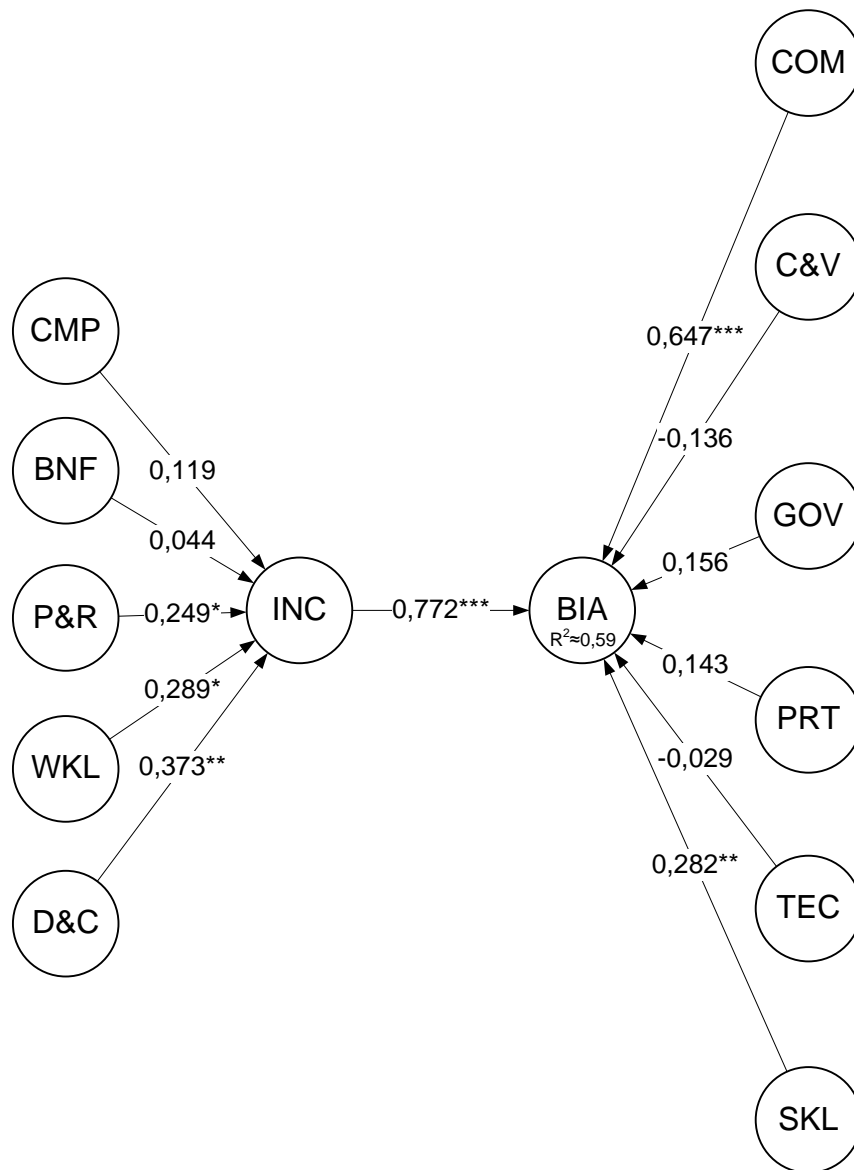 COM
C&V
0,647***
CMP
-0,136
BNF
0,119
GOV
0,044
0,156
P&R
0,249*
INC
0,772***
BIA
R²≈0,59
0,143
0,289*
PRT
WKL
0,373**
-0,029
0,282**
TEC
D&C
SKL